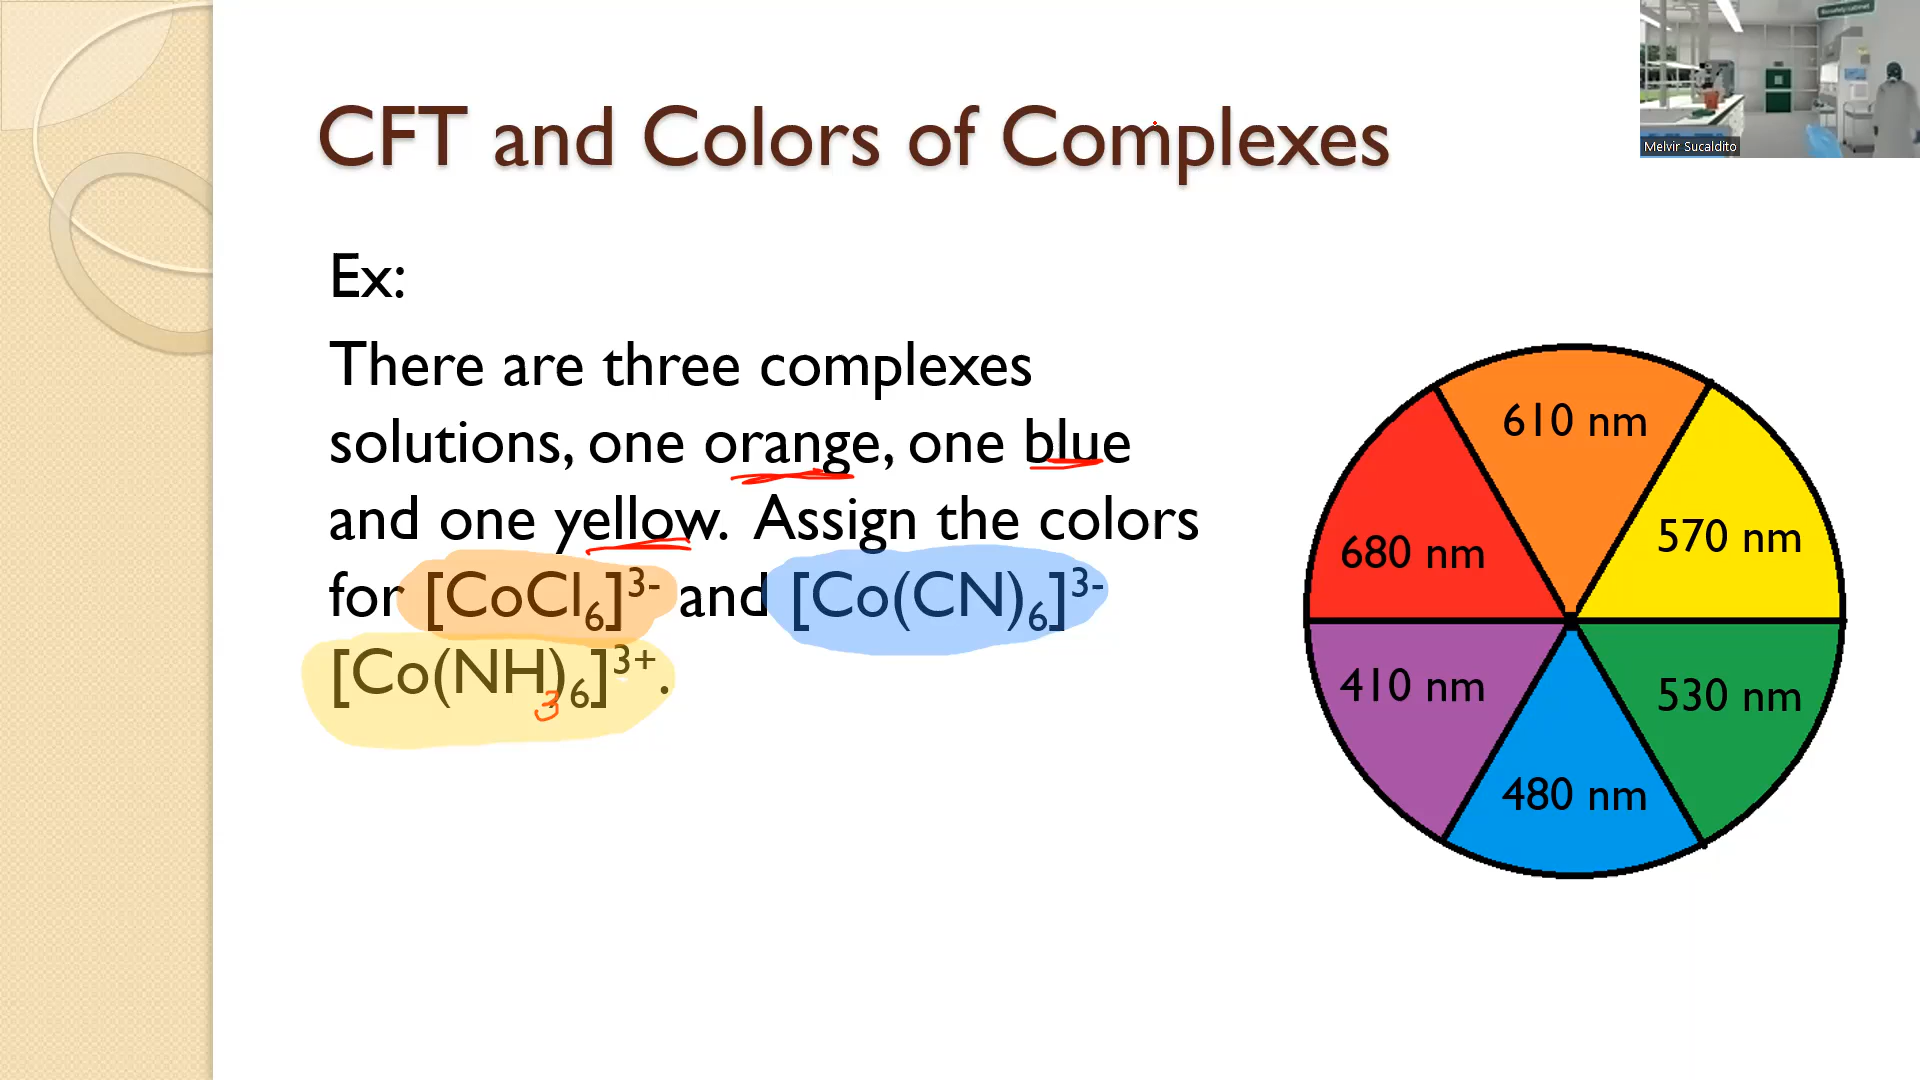 CFT and Colors of Complexes
Melvir Sucaldito
Ex:
There are three complexes
solutions, one orange, one blue
and one yellow. Assign the colors
for [CoCl₆]³⁻ and [Co(CN)₆]³⁻
[Co(NH₃)₆]³⁺.
610 nm
570 nm
680 nm
410 nm
530 nm
480 nm